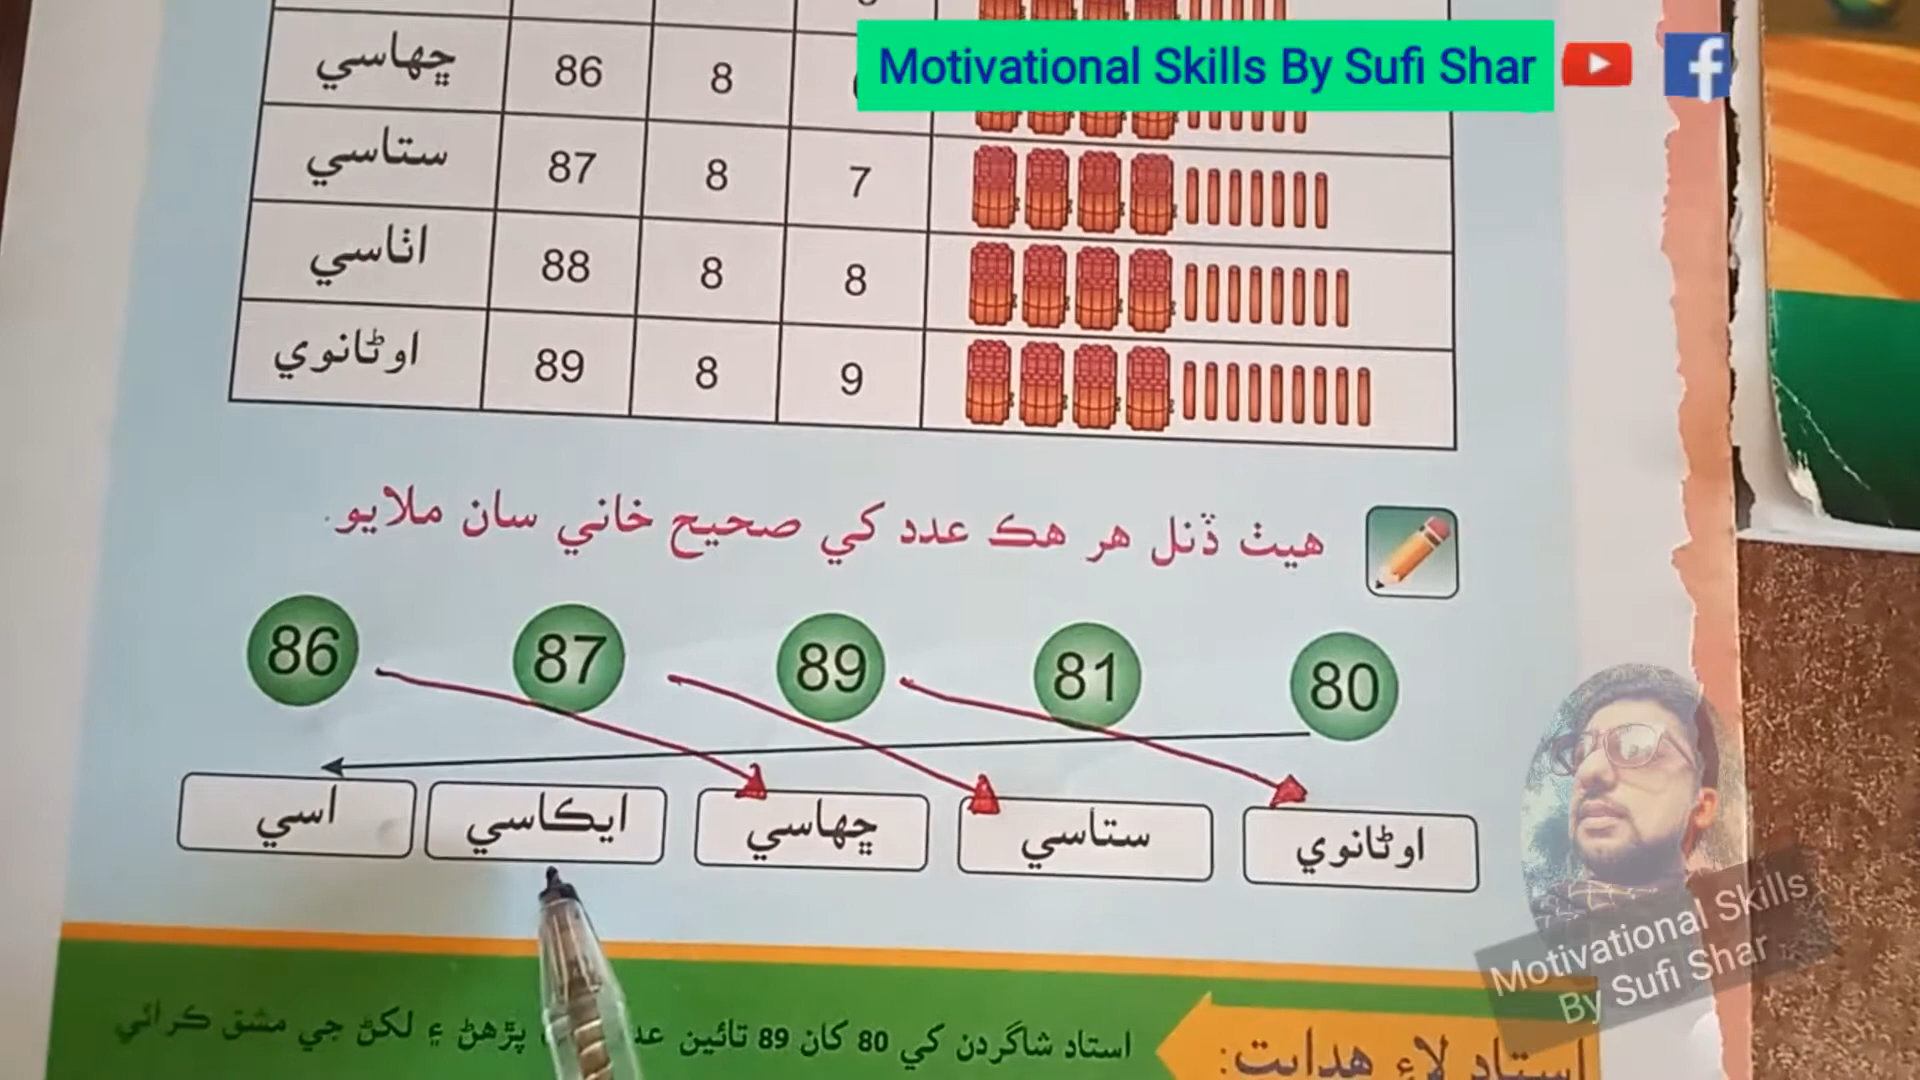 Motivational Skills By Sufi Shar
ڇهاسي 86 8
ستاسي 87 8 7
اٺاسي 88 8 8
اوڻانوي 89 8 9
هيٺ ڏنل هر هڪ عدد کي صحيح خاني سان ملايو.
86 87 89 81 80
اسي ايڪاسي ڇهاسي ستاسي اوڻانوي
Motivational Skills
By Sufi Shar
استاد لاءِ هدايت:
استاد شاگردن کي 80 کان 89 تائين پڙهڻ ۽ لکڻ جي مشق ڪرائي